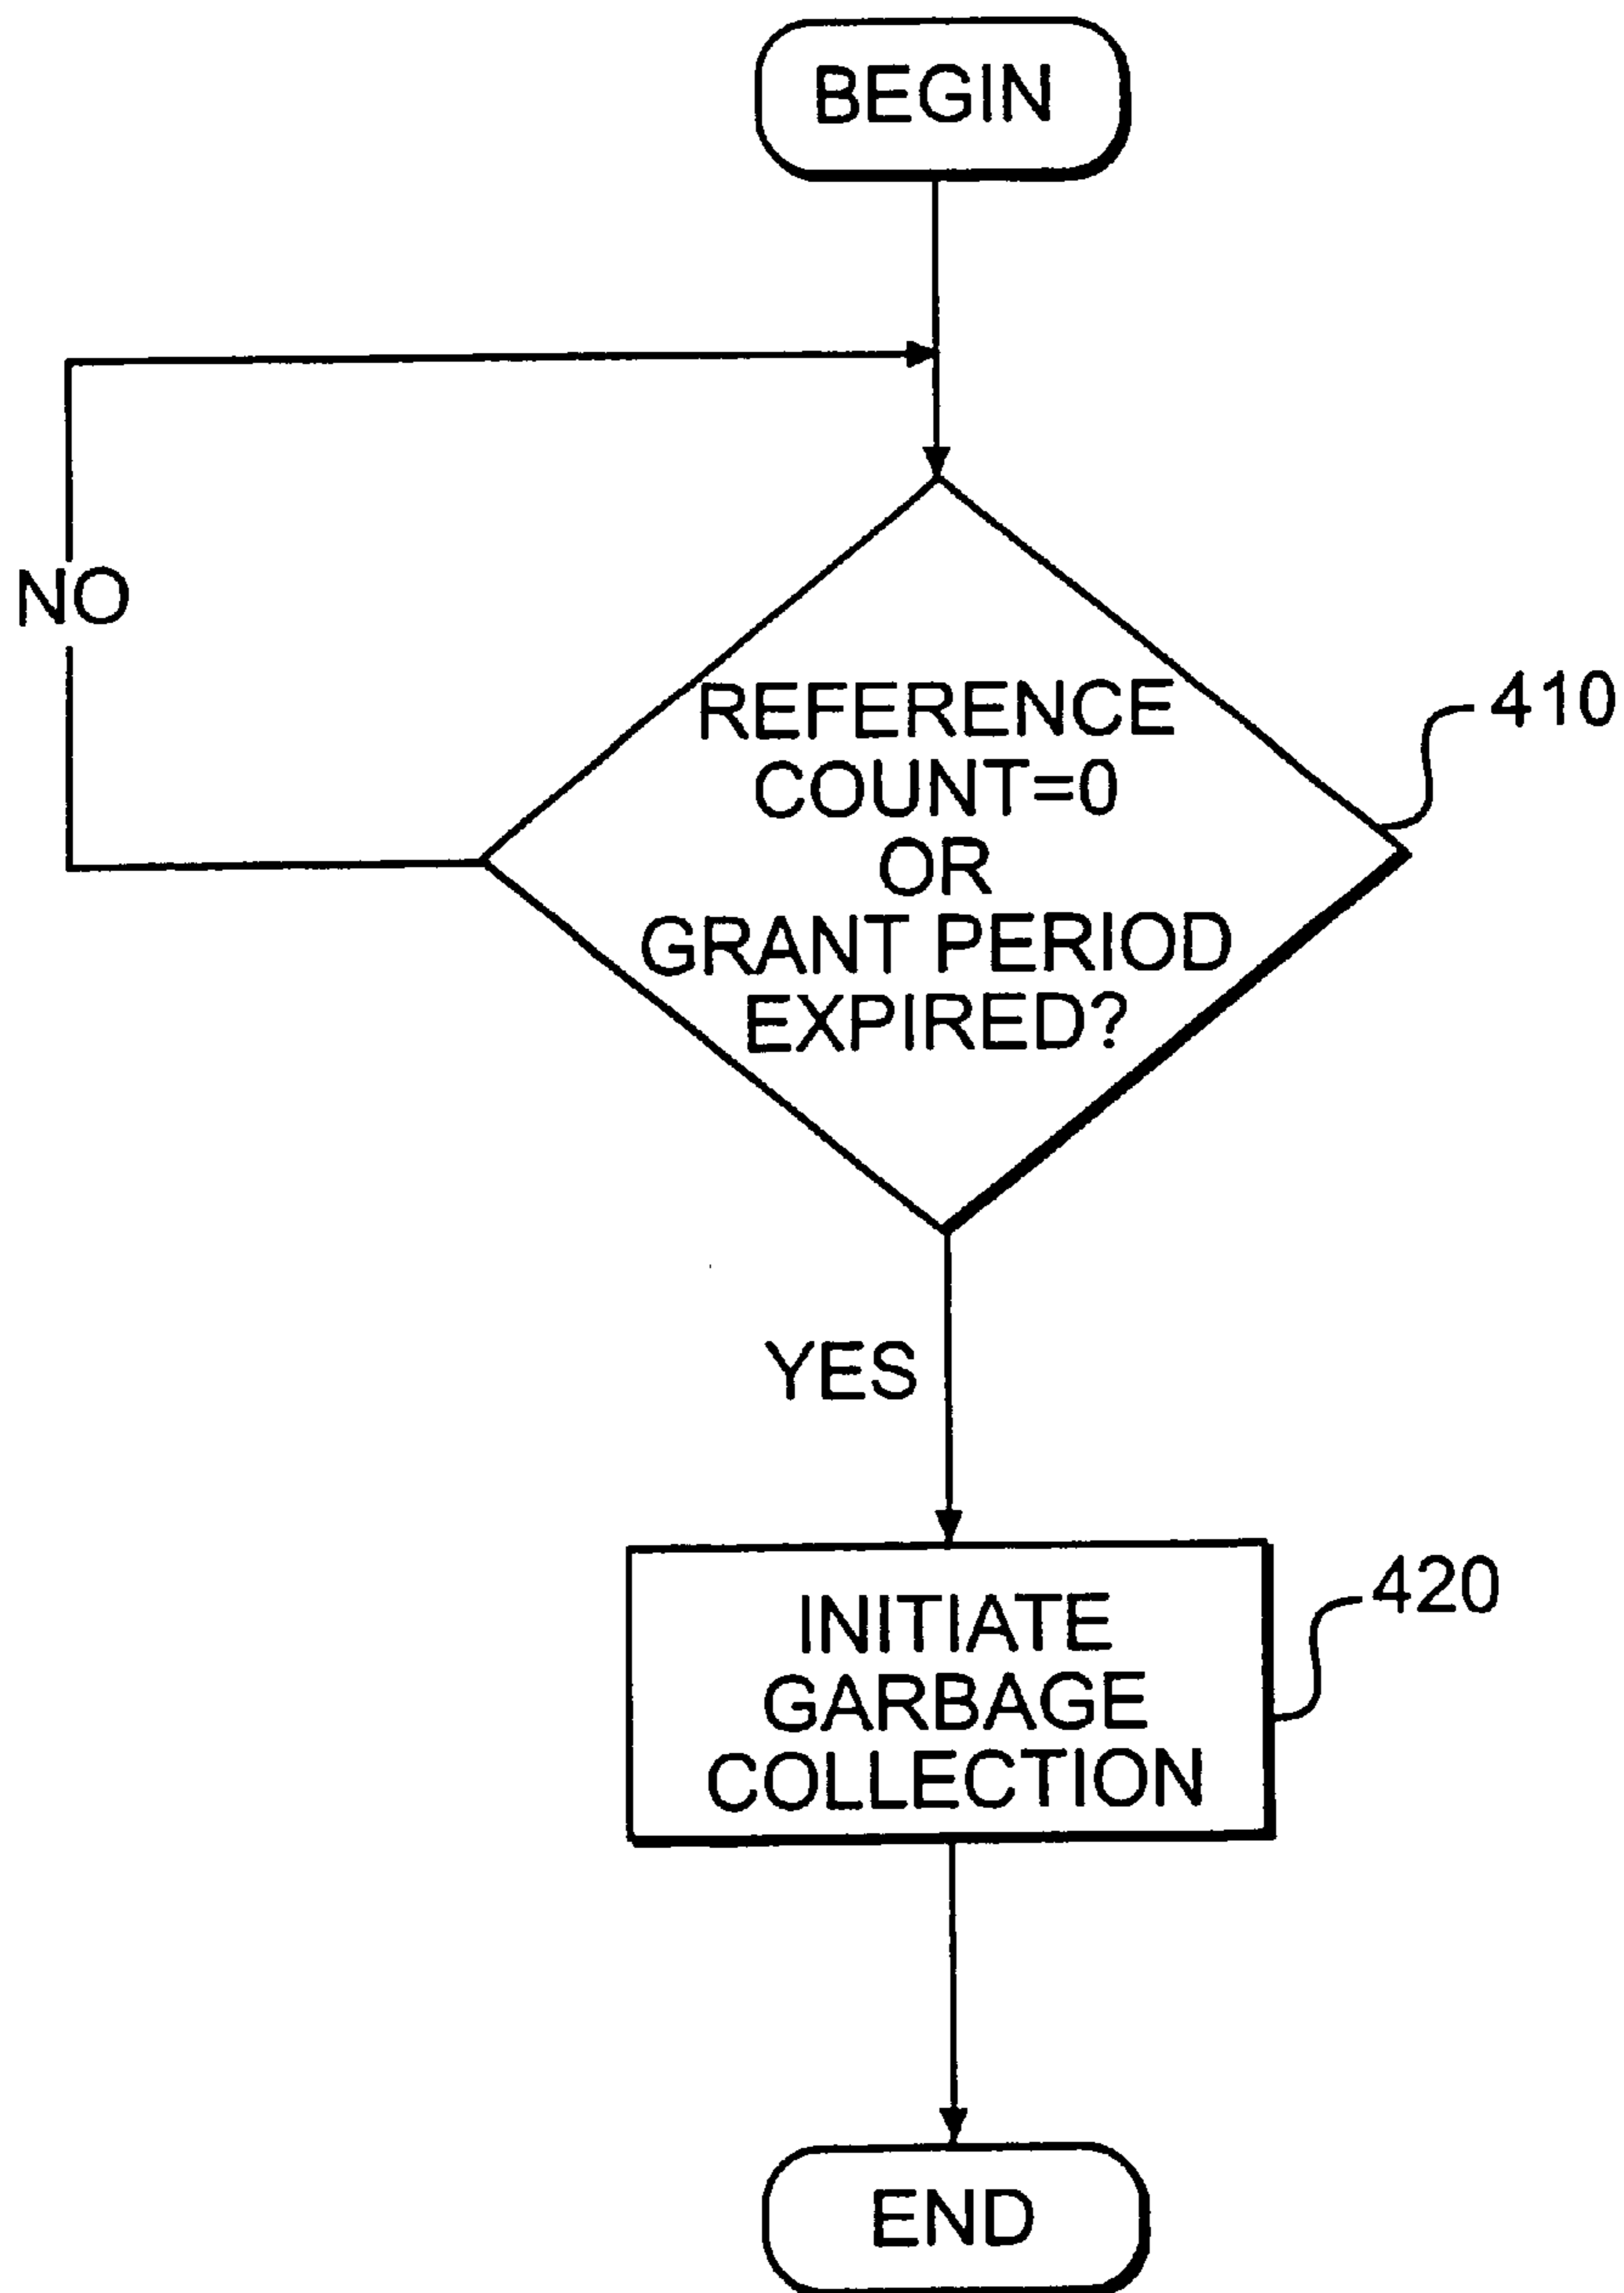 BEGIN
NO
REFERENCE
COUNT=0
OR
GRANT PERIOD
EXPIRED?
410
YES
INITIATE
GARBAGE
COLLECTION
420
END